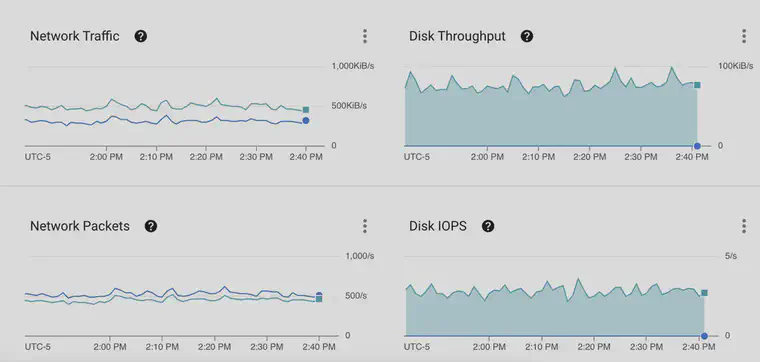 Network Traffic ?
1,000KiB/s
500KiB/s
0
UTC-5 2:00 PM 2:10 PM 2:20 PM 2:30 PM 2:40 PM
Disk Throughput ?
100KiB/s
0
UTC-5 2:00 PM 2:10 PM 2:20 PM 2:30 PM 2:40 PM
Network Packets ?
1,000/s
500/s
0
UTC-5 2:00 PM 2:10 PM 2:20 PM 2:30 PM 2:40 PM
Disk IOPS ?
5/s
0
UTC-5 2:00 PM 2:10 PM 2:20 PM 2:30 PM 2:40 PM